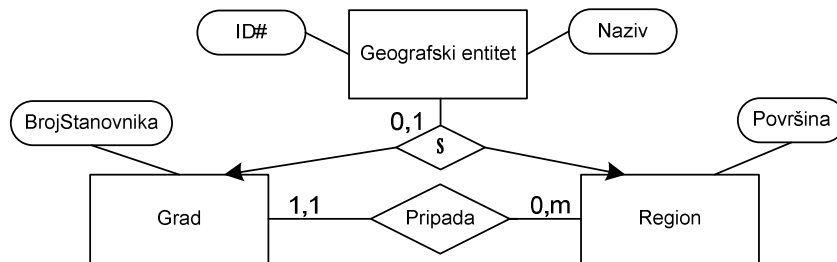 ID#
Geografski entitet
Naziv
BrojStanovnika
0,1
S
Površina
Grad
1,1
Pripada
0,m
Region